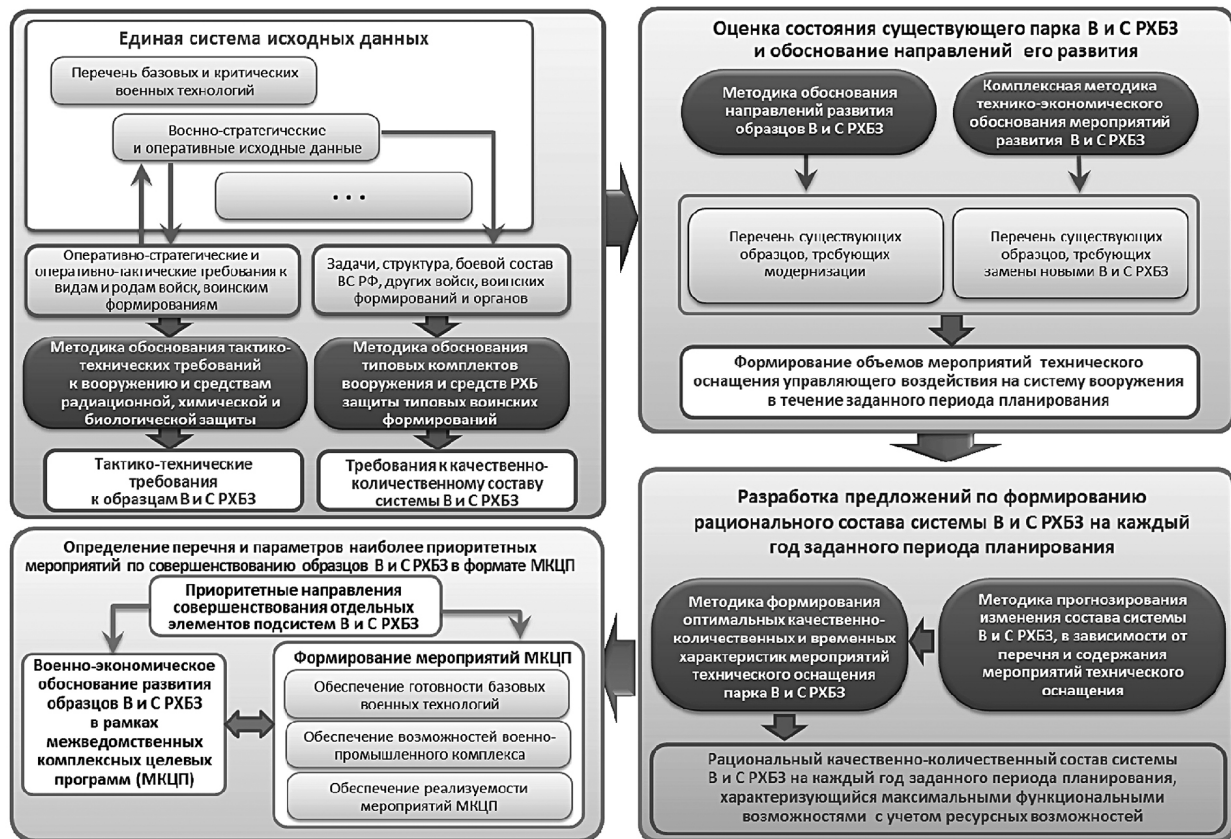 Единая система исходных данных
Перечень базовых и критических
военных технологий
Военно-стратегические
и оперативные исходные данные
...
Оперативно-стратегические и
оперативно-тактические требования к
видам и родам войск, воинским
формированиям
Задачи, структура, боевой состав
ВС РФ, других войск, воинских
формирований и органов
Методика обоснования тактико-
технических требований
к вооружению и средствам
радиационной, химической и
биологической защиты
Методика обоснования
типовых комплектов
вооружения и средств РХБ
защиты типовых воинских
формирований
Тактико-технические
требования
к образцам В и С РХБЗ
Требования к качественно-
количественному составу
системы В и С РХБЗ
Оценка состояния существующего парка В и С РХБЗ
и обоснование направлений его развития
Методика обоснования
направлений развития
образцов В и С РХБЗ
Комплексная методика
технико-экономического
обоснования мероприятий
развития В и С РХБЗ
Перечень существующих
образцов, требующих
модернизации
Перечень существующих
образцов, требующих
замены новыми В и С РХБЗ
Формирование объемов мероприятий технического
оснащения управляющего воздействия на систему вооружения
в течение заданного периода планирования
Разработка предложений по формированию
рационального состава системы В и С РХБЗ на каждый
год заданного периода планирования
Методика формирования
оптимальных качественно-
количественных и временных
характеристик мероприятий
технического оснащения
парка В и С РХБЗ
Методика прогнозирования
изменения состава системы
В и С РХБЗ, в зависимости от
перечня и содержания
мероприятий технического
оснащения
Рациональный качественно-количественный состав системы
В и С РХБЗ на каждый год заданного периода планирования,
характеризующийся максимальными функциональными
возможностями с учетом ресурсных возможностей
Определение перечня и параметров наиболее приоритетных
мероприятий по совершенствованию образцов В и С РХБЗ в формате МКЦП
Приоритетные направления
совершенствования отдельных
элементов подсистем В и С РХБЗ
Военно-экономическое
обоснование развития
образцов В и С РХБЗ
в рамках
межведомственных
комплексных целевых
программ (МКЦП)
Формирование мероприятий МКЦП
Обеспечение готовности базовых
военных технологий
Обеспечение возможностей военно-
промышленного комплекса
Обеспечение реализуемости
мероприятий МКЦП